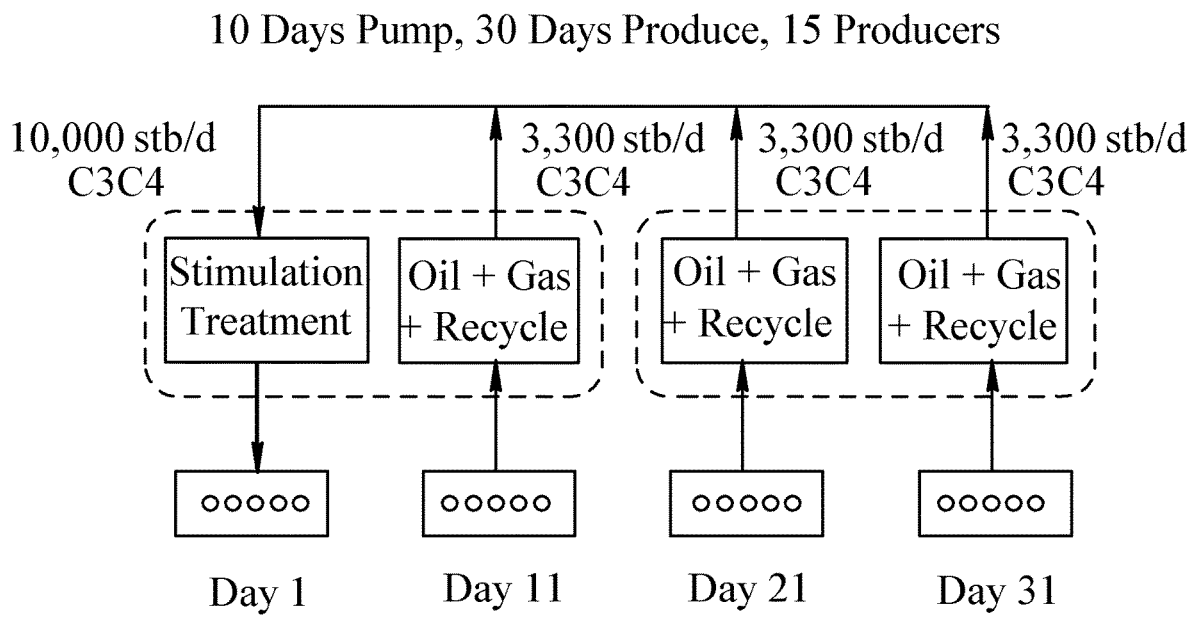 10 Days Pump, 30 Days Produce, 15 Producers
10,000 stb/d
C3C4
3,300 stb/d
C3C4
3,300 stb/d
C3C4
3,300 stb/d
C3C4
Stimulation
Treatment
Oil + Gas
+ Recycle
Oil + Gas
+ Recycle
Oil + Gas
+ Recycle
Day 1
Day 11
Day 21
Day 31